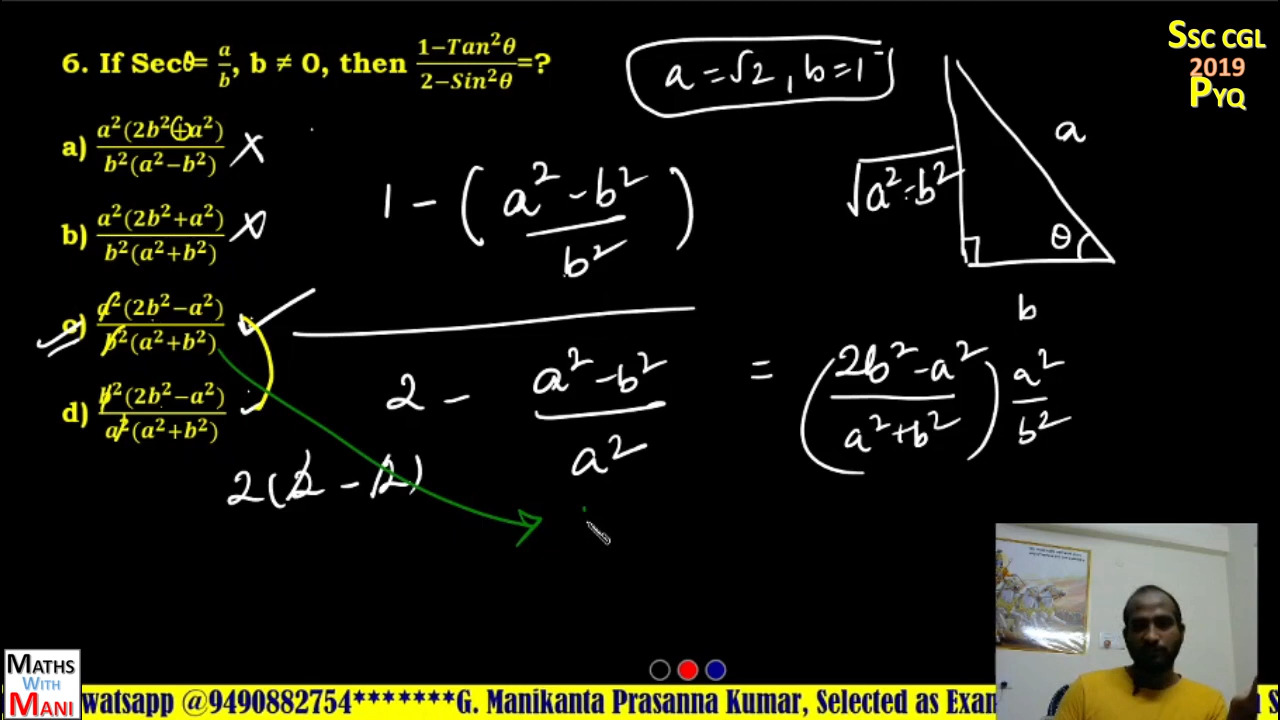 SSC CGL
2019
PYQ
6. If Secθ= a/b, b ≠ 0, then (1−Tan²θ)/(2−Sin²θ)=?
a) a²(2b²+a²)/b²(a²−b²)
b) a²(2b²+a²)/b²(a²+b²)
c) a²(2b²−a²)/b²(a²+b²)
d) b²(2b²−a²)/a²(a²+b²)
a = √2 , b = 1
1 − ( (a² − b²)/b² )
2 − (a² − b²)/a²
= ( (2b² − a²)/(a² + b²) ) a²/b²
2(2 − 2)
a
√a² − b²
θ
b
MATHS
WITH
MANI
watsapp @9490882754*******G. Manikanta Prasanna Kumar, Selected as Exam